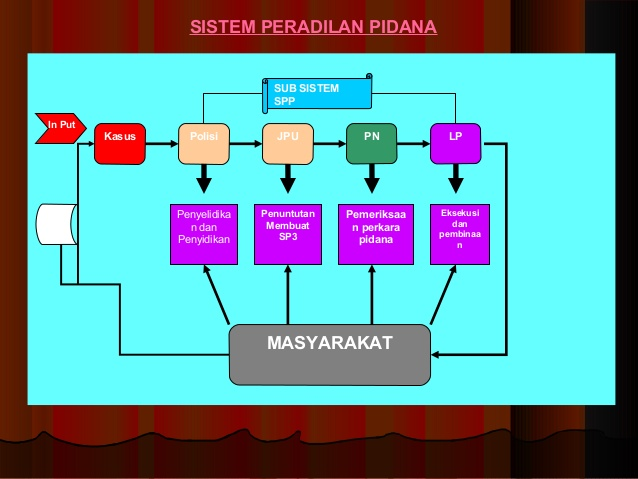 SISTEM PERADILAN PIDANA
SUB SISTEM
SPP
In Put
Kasus
Polisi
JPU
PN
LP
Penyelidika
n dan
Penyidikan
Penuntutan
Membuat
SP3
Pemeriksaa
n perkara
pidana
Eksekusi
dan
pembinaa
n
MASYARAKAT